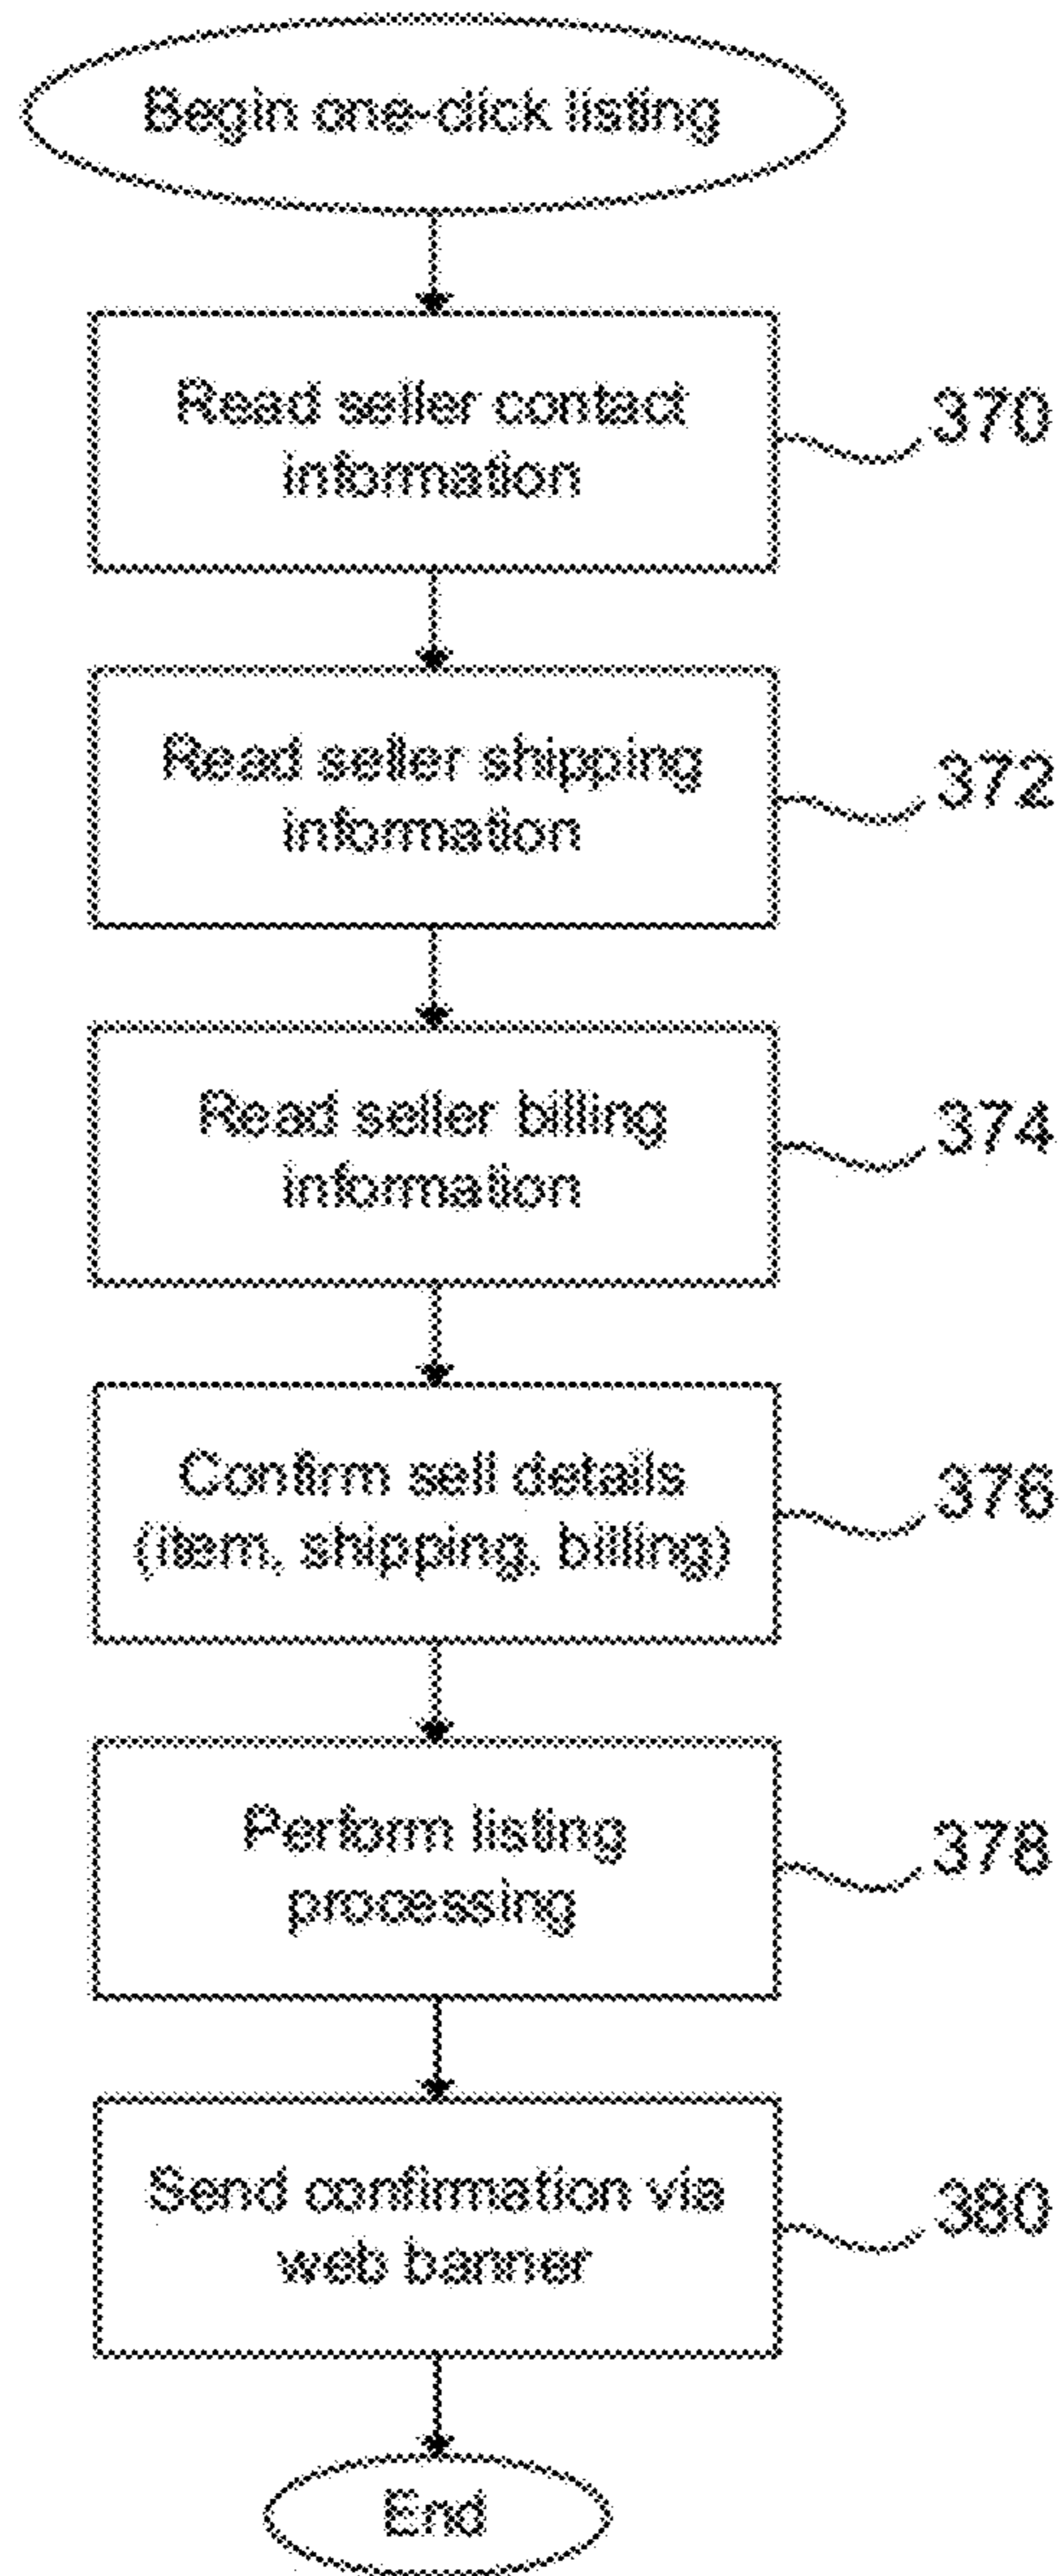 Begin one-click listing
Read seller contact
information
370
Read seller shipping
information
372
Read seller billing
information
374
Confirm sell details
(item, shipping, billing)
376
Perform listing
processing
378
Send confirmation via
web banner
380
End